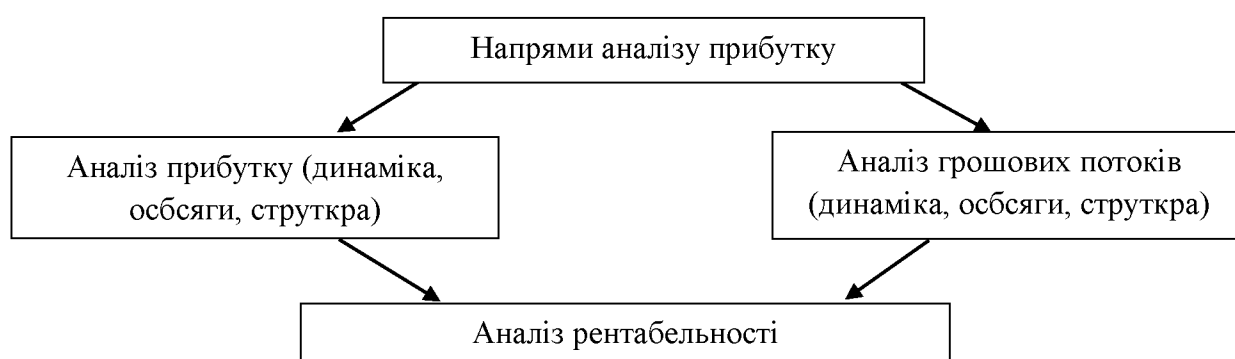 Напрями аналізу прибутку
Аналіз прибутку (динаміка,
осбсяги, струткра)
Аналіз грошових потоків
(динаміка, осбсяги, струткра)
Аналіз рентабельності